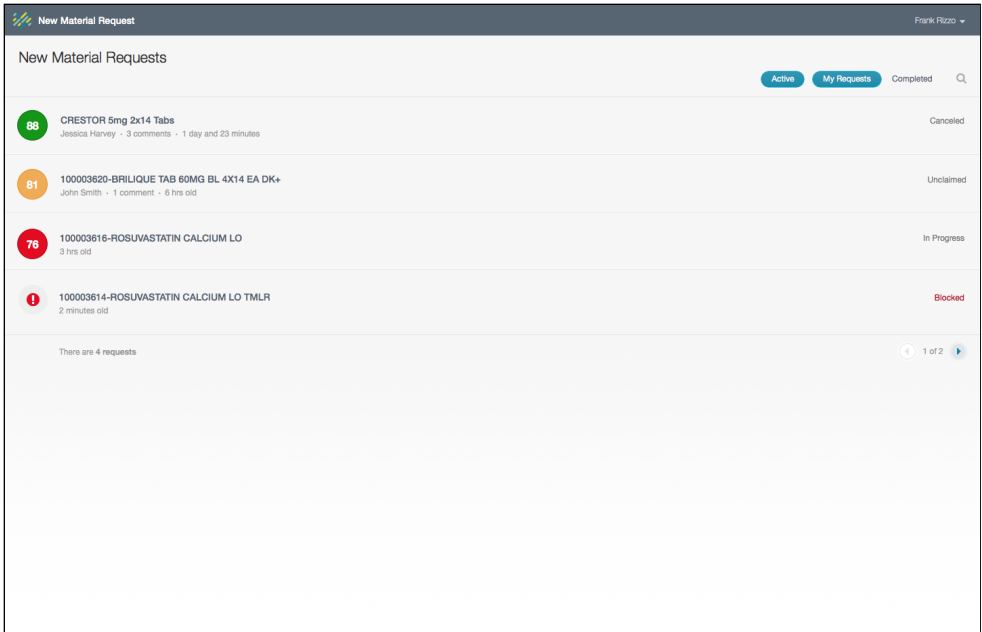 New Material Request
Frank Rizzo
New Material Requests
Active My Requests Completed
88
CRESTOR 5mg 2x14 Tabs
Jessica Harvey · 3 comments · 1 day and 23 minutes
Canceled
81
100003620-BRILIQUE TAB 60MG BL 4X14 EA DK+
John Smith · 1 comment · 6 hrs old
Unclaimed
76
100003616-ROSUVASTATIN CALCIUM LO
3 hrs old
In Progress
100003614-ROSUVASTATIN CALCIUM LO TMLR
2 minutes old
Blocked
There are 4 requests
1 of 2